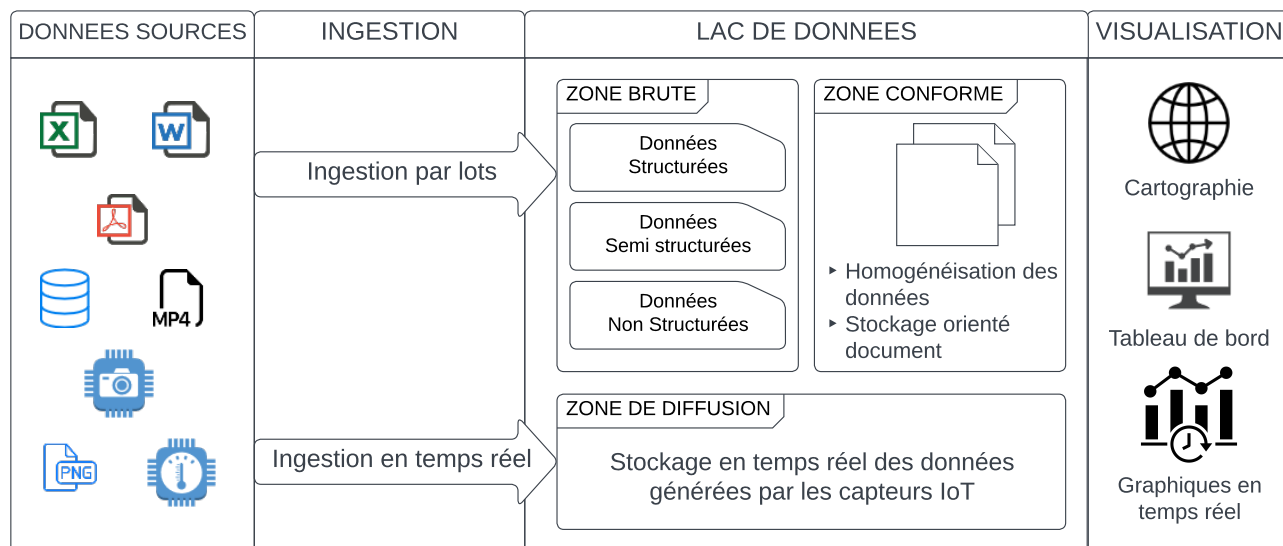 DONNEES SOURCES
INGESTION
LAC DE DONNEES
VISUALISATION
X
W
MP4
PNG
Ingestion par lots
Ingestion en temps réel
ZONE BRUTE
Données
Structurées
Données
Semi structurées
Données
Non Structurées
ZONE CONFORME
‣ Homogénéisation des
données
‣ Stockage orienté
document
ZONE DE DIFFUSION
Stockage en temps réel des données
générées par les capteurs IoT
Cartographie
Tableau de bord
Graphiques en
temps réel